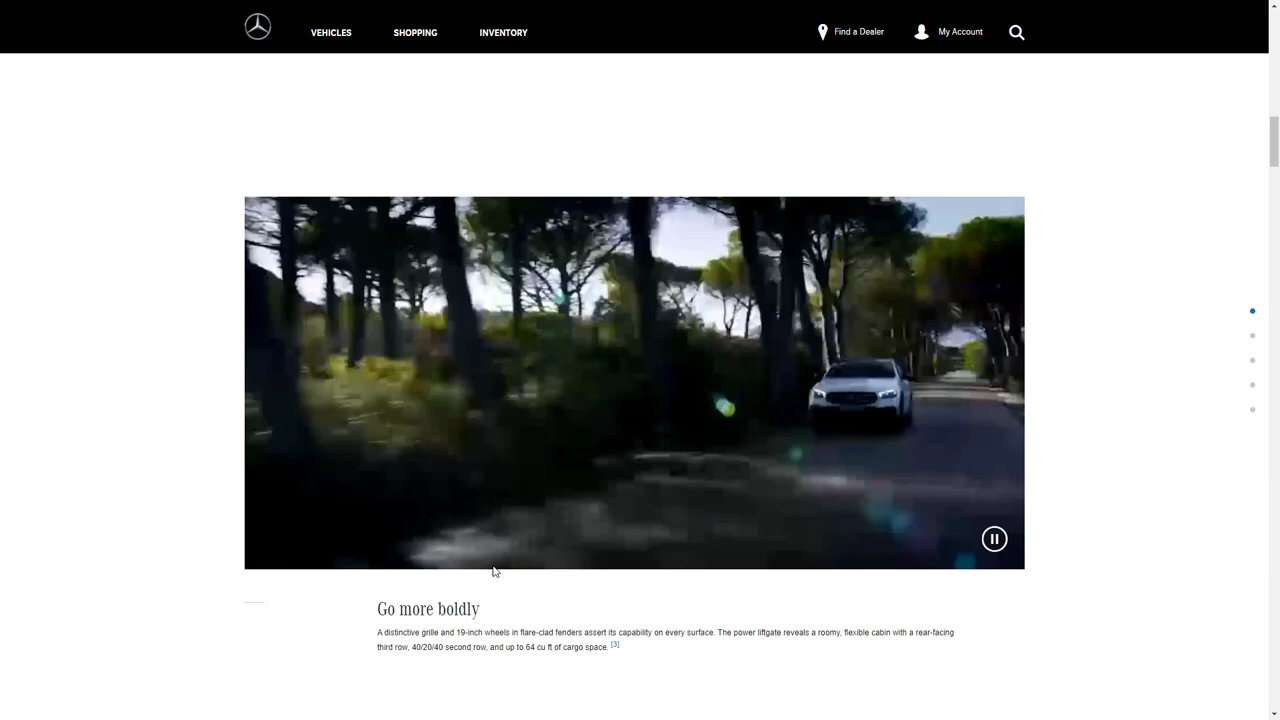 VEHICLES SHOPPING INVENTORY Find a Dealer My Account
Go more boldly
A distinctive grille and 19-inch wheels in flare-clad fenders assert its capability on every surface. The power liftgate reveals a roomy, flexible cabin with a rear-facing
third row, 40/20/40 second row, and up to 64 cu ft of cargo space. [3]